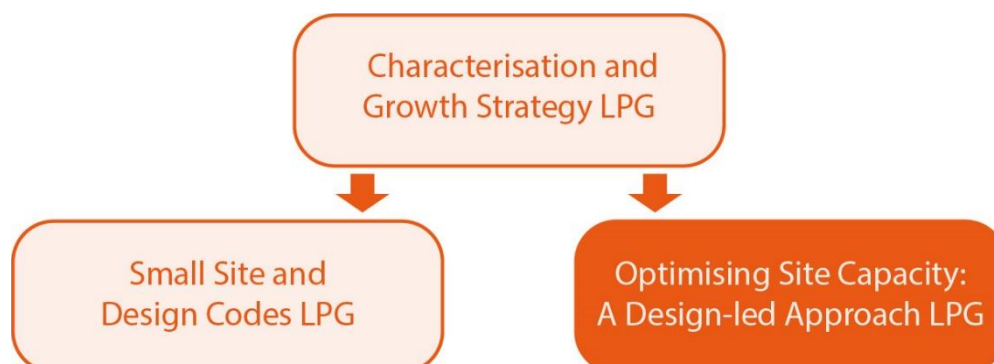 Characterisation and
Growth Strategy LPG
Small Site and
Design Codes LPG
Optimising Site Capacity:
A Design-led Approach LPG